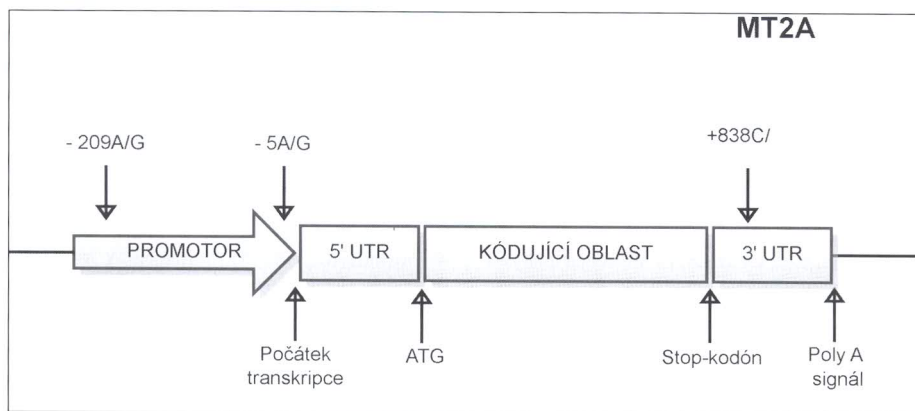 MT2A
- 209A/G
- 5A/G
+838C/
PROMOTOR
5' UTR
KÓDUJÍCÍ OBLAST
3' UTR
Počátek
transkripce
ATG
Stop-kodón
Poly A
signál